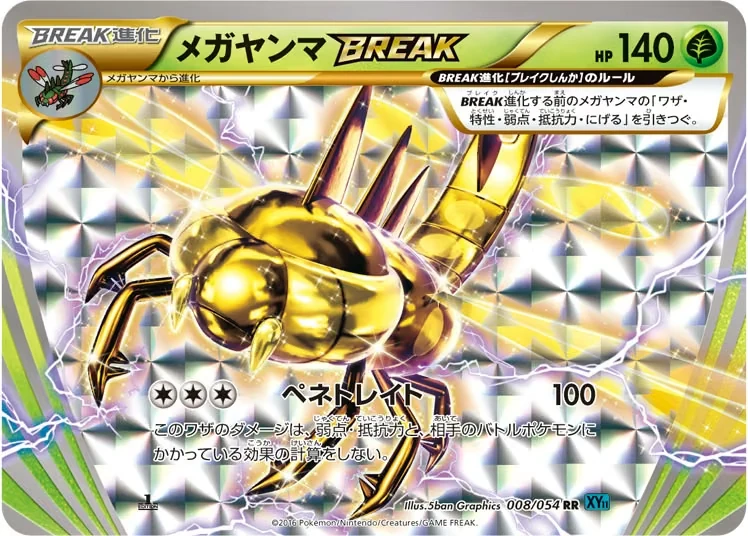 BREAK進化
メガヤンマ BREAK
HP 140
メガヤンマから進化
BREAK進化【ブレイクしんか】のルール
BREAK進化する前のメガヤンマの「ワザ・
特性・弱点・抵抗力・にげる」を引きつぐ。
ペネトレイト 100
このワザのダメージは、弱点・抵抗力と、相手のバトルポケモンに
かかっている効果の計算をしない。
1 EDITION
Illus.5ban Graphics 008/054 RR XY11
©2016 Pokémon/Nintendo/Creatures/GAME FREAK.